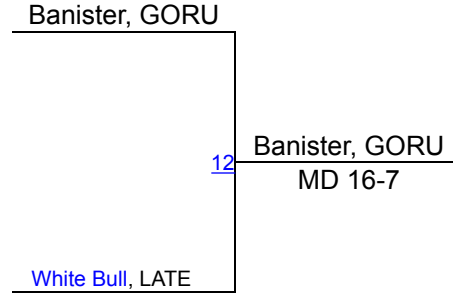 Banister, GORU
12
Banister, GORU
MD 16-7
White Bull, LATE